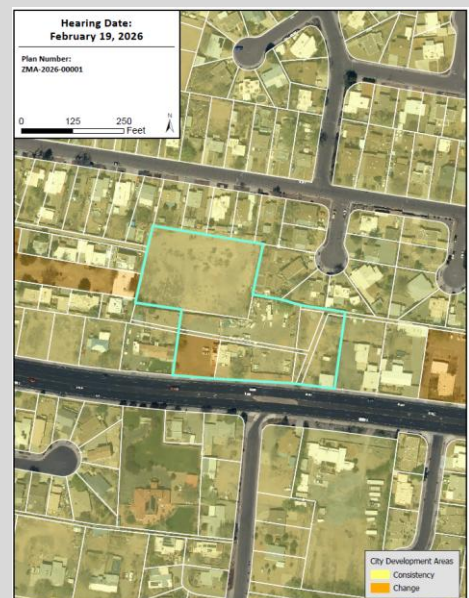 Hearing Date:
February 19, 2026
Plan Number:
ZMA-2026-00001
N
0 125 250
Feet
City Development Areas
Consistency
Change